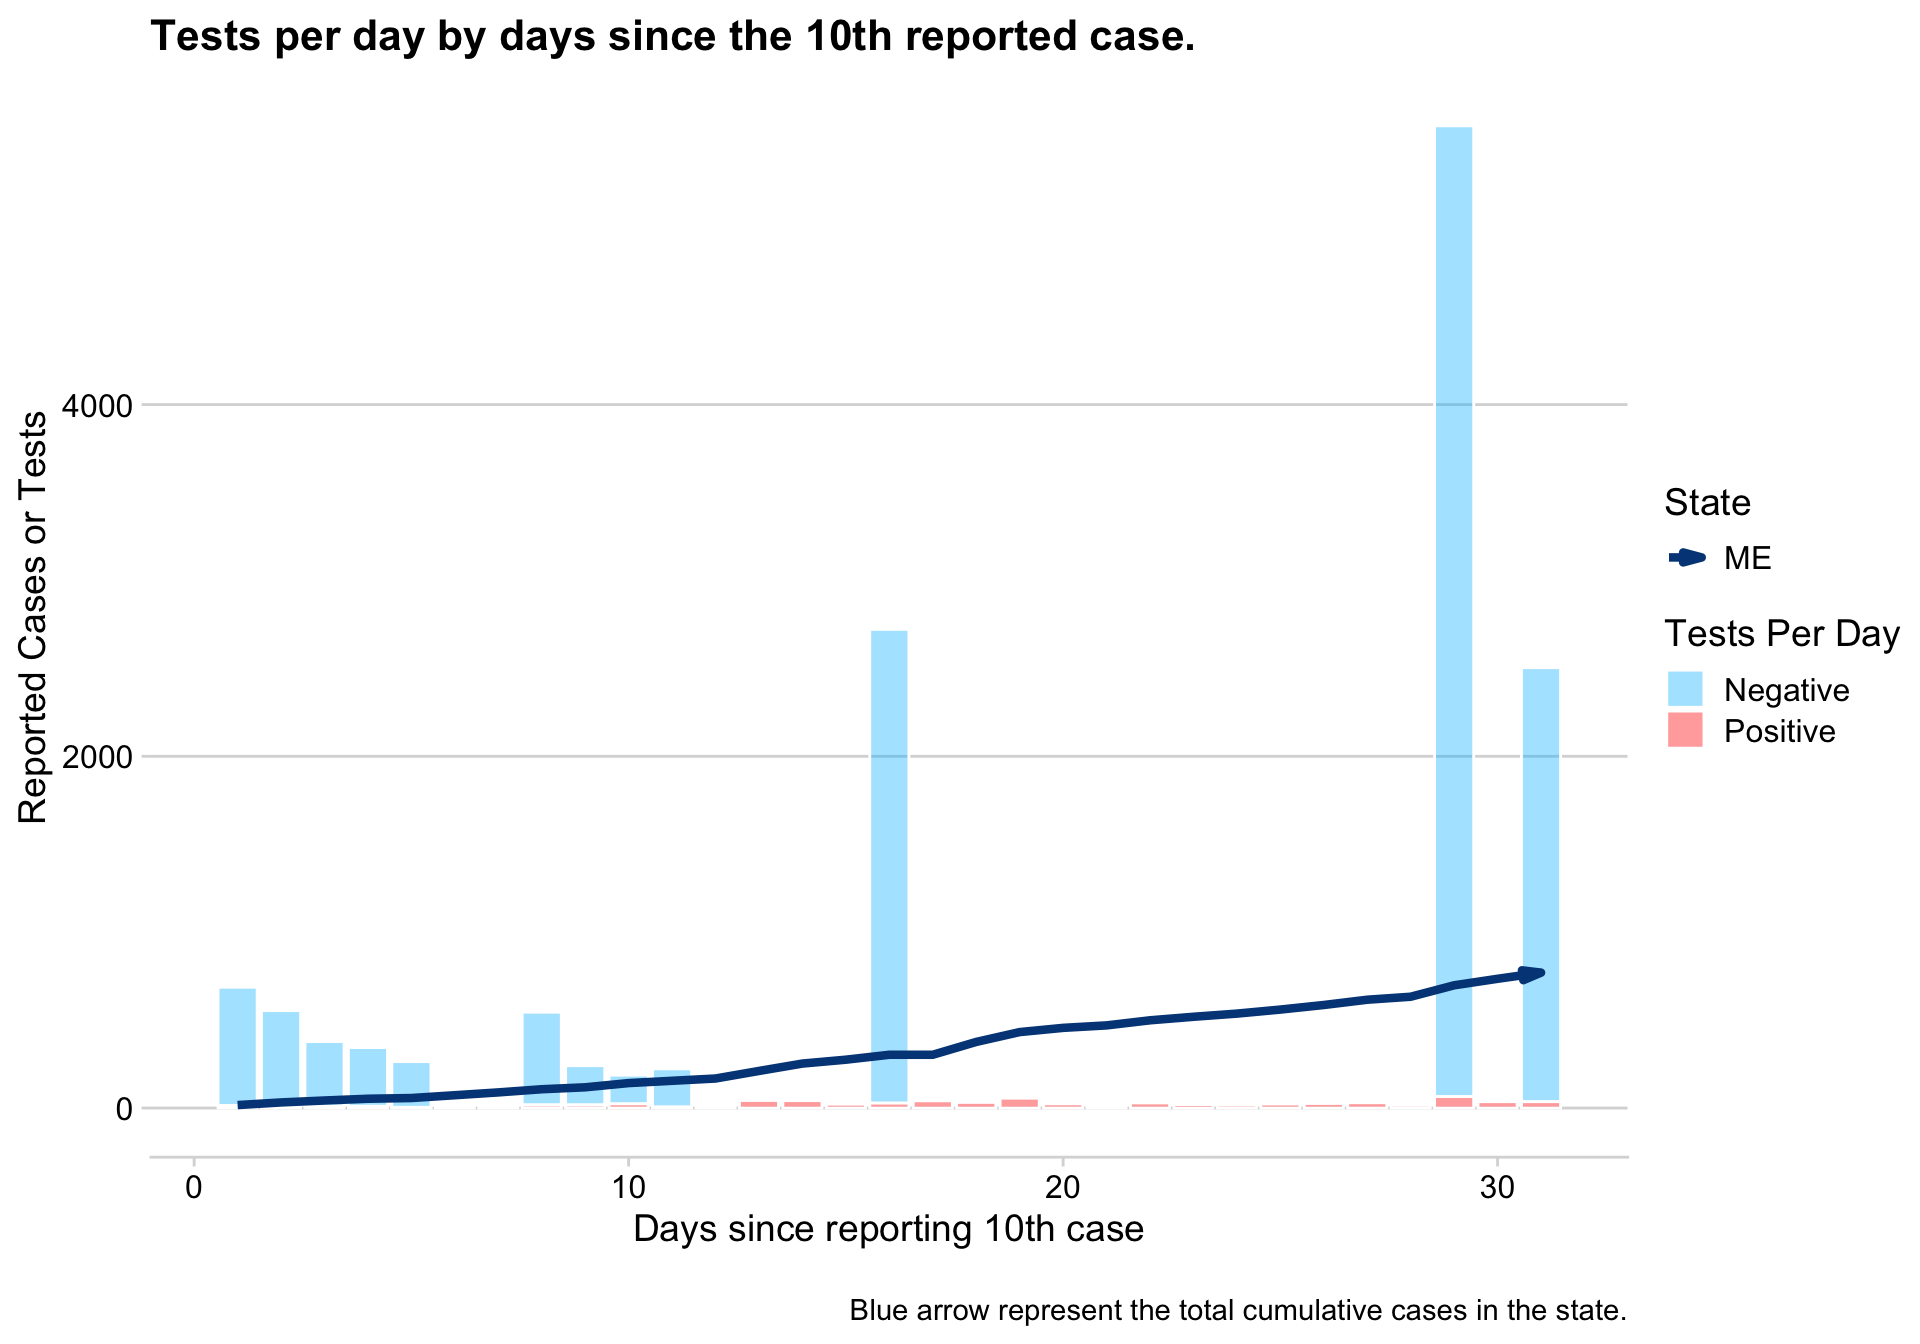 Tests per day by days since the 10th reported case.
Reported Cases or Tests
4000
2000
0
0
10
20
30
Days since reporting 10th case
State
ME
Tests Per Day
Negative
Positive
Blue arrow represent the total cumulative cases in the state.